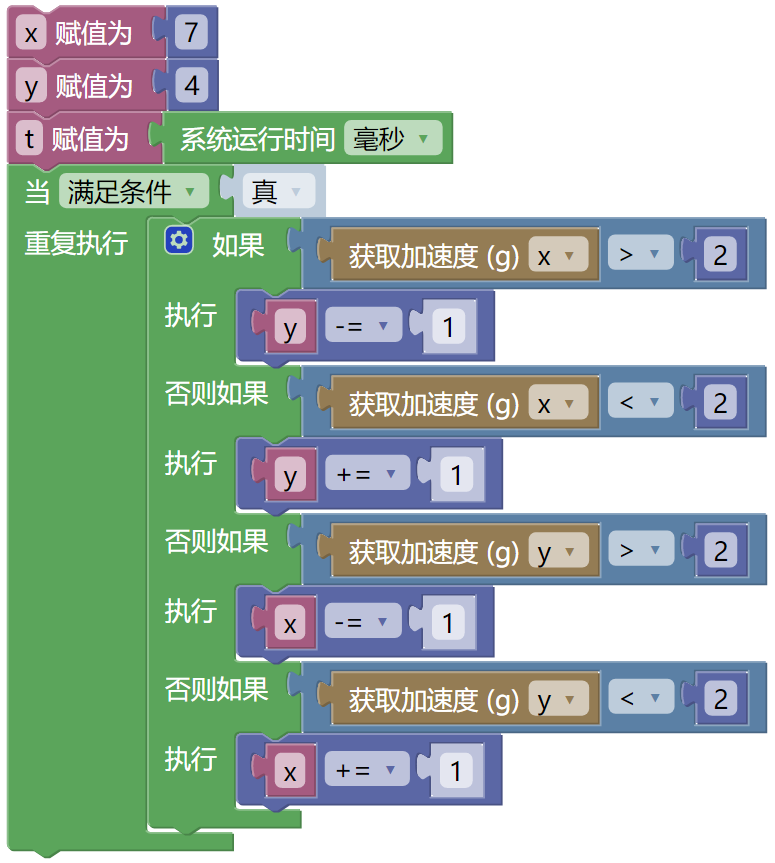 x 赋值为 7
y 赋值为 4
t 赋值为 系统运行时间 毫秒
当 满足条件 真
重复执行 如果 获取加速度 (g) x > 2
执行 y -= 1
否则如果 获取加速度 (g) x < 2
执行 y += 1
否则如果 获取加速度 (g) y > 2
执行 x -= 1
否则如果 获取加速度 (g) y < 2
执行 x += 1